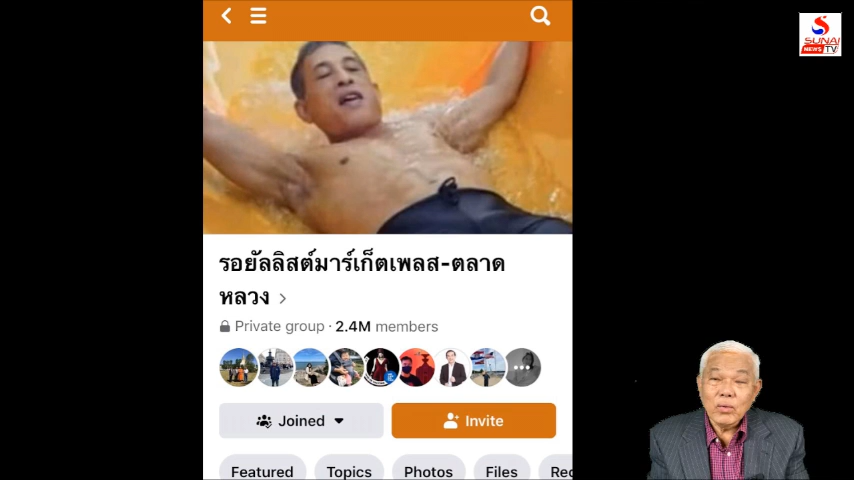 SUNAI
NEWS TV
รอยัลลิสต์มาร์เก็ตเพลส-ตลาด
หลวง
Private group · 2.4M members
Joined
Invite
Featured
Topics
Photos
Files
Rec